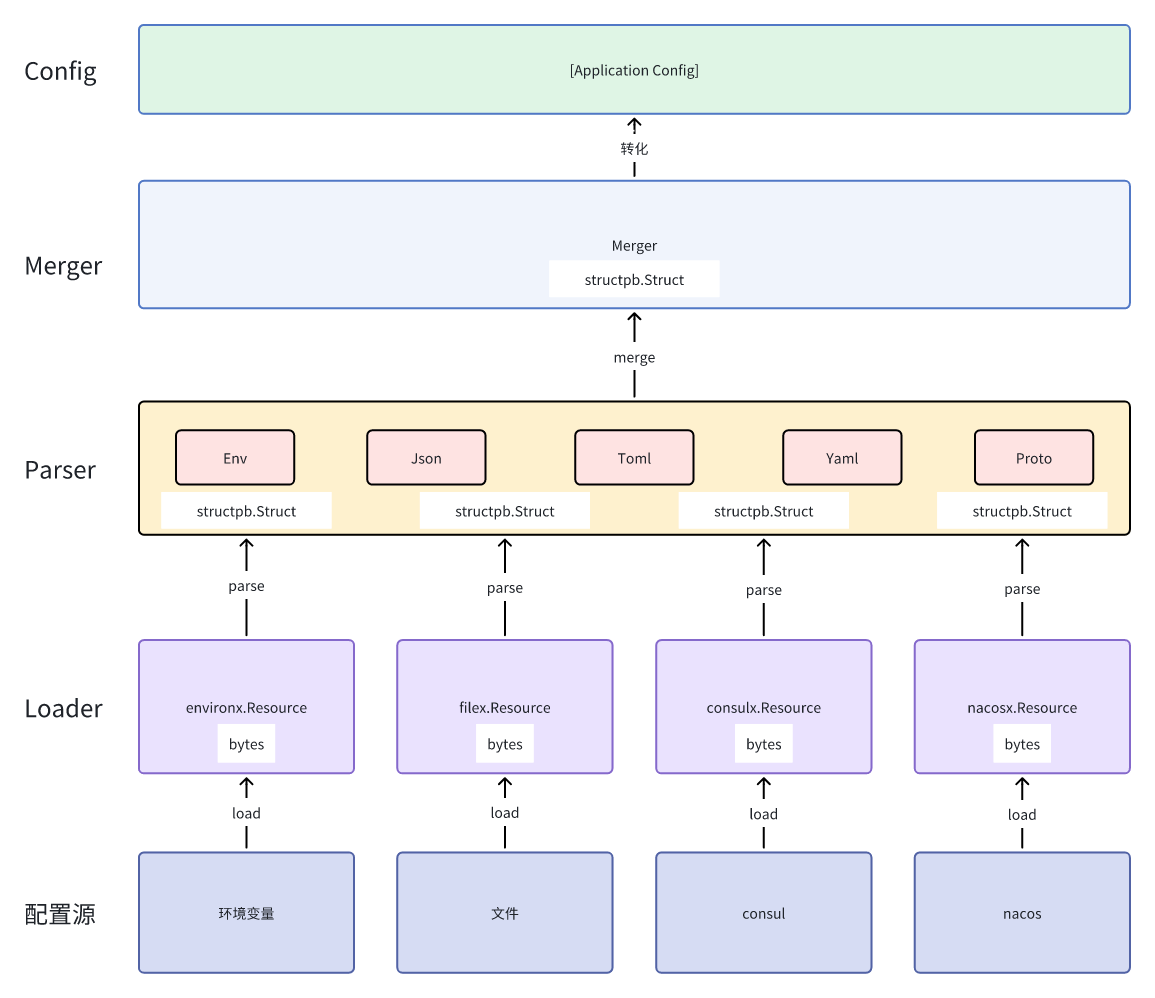 Config
[Application Config]
转化
Merger
Merger
structpb.Struct
merge
Parser
Env
Json
Toml
Yaml
Proto
structpb.Struct
structpb.Struct
structpb.Struct
structpb.Struct
parse
parse
parse
parse
Loader
environx.Resource
filex.Resource
consulx.Resource
nacosx.Resource
bytes
bytes
bytes
bytes
load
load
load
load
配置源
环境变量
文件
consul
nacos